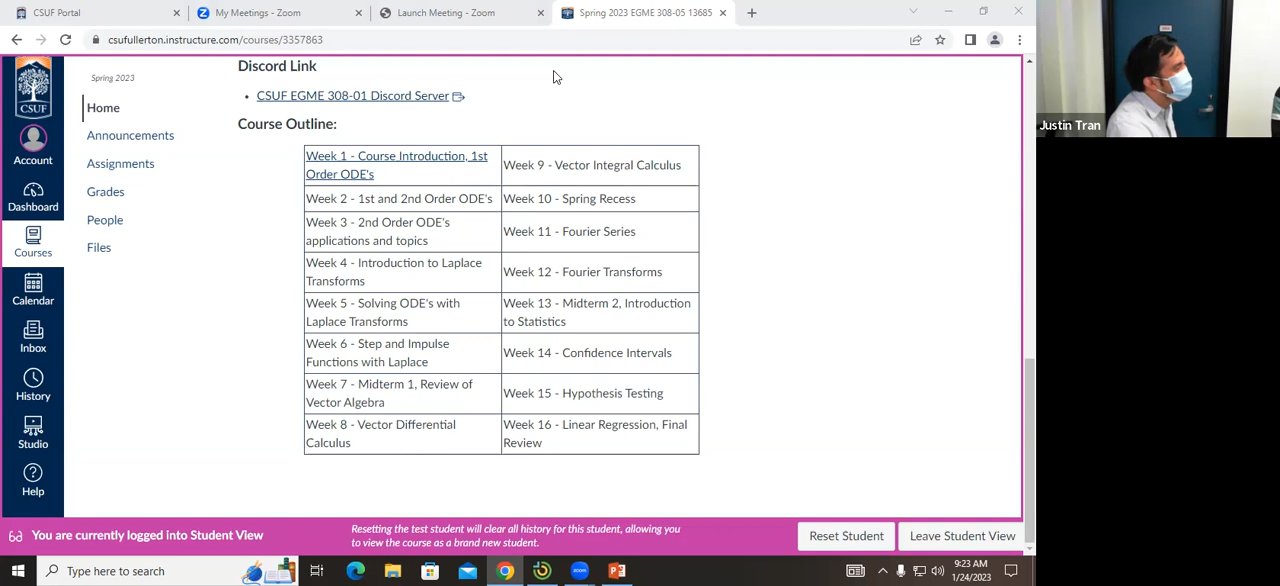 CSUF Portal
My Meetings - Zoom
Launch Meeting - Zoom
Spring 2023 EGME 308-05 13685
csufullerton.instructure.com/courses/3357863
CSUF
Account
Dashboard
Courses
Calendar
Inbox
History
Studio
Help
Spring 2023
Home
Announcements
Assignments
Grades
People
Files
Discord Link
CSUF EGME 308-01 Discord Server
Course Outline:
Week 1 - Course Introduction, 1st
Order ODE's
Week 9 - Vector Integral Calculus
Week 2 - 1st and 2nd Order ODE's
Week 10 - Spring Recess
Week 3 - 2nd Order ODE's
applications and topics
Week 11 - Fourier Series
Week 4 - Introduction to Laplace
Transforms
Week 12 - Fourier Transforms
Week 5 - Solving ODE's with
Laplace Transforms
Week 13 - Midterm 2, Introduction
to Statistics
Week 6 - Step and Impulse
Functions with Laplace
Week 14 - Confidence Intervals
Week 7 - Midterm 1, Review of
Vector Algebra
Week 15 - Hypothesis Testing
Week 8 - Vector Differential
Calculus
Week 16 - Linear Regression, Final
Review
Justin Tran
You are currently logged into Student View
Resetting the test student will clear all history for this student, allowing you
to view the course as a brand new student.
Reset Student
Leave Student View
Type here to search
zoom
9:23 AM
1/24/2023